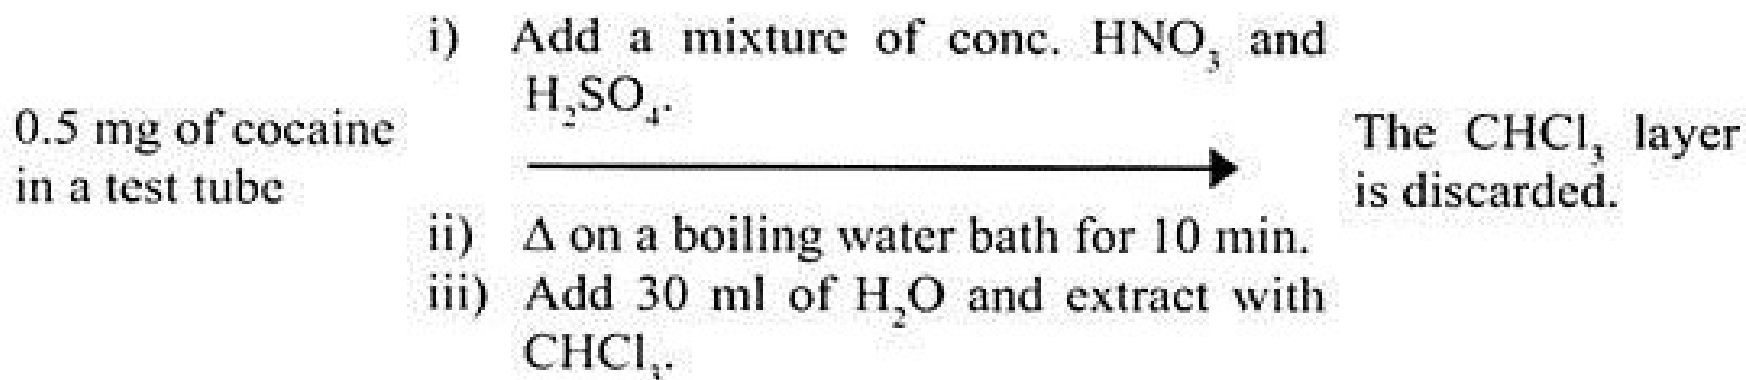 0.5 mg of cocaine
in a test tube
i) Add a mixture of conc. HNO₃ and
H₂SO₄.
ii) Δ on a boiling water bath for 10 min.
iii) Add 30 ml of H₂O and extract with
CHCl₃.
The CHCl₃ layer
is discarded.